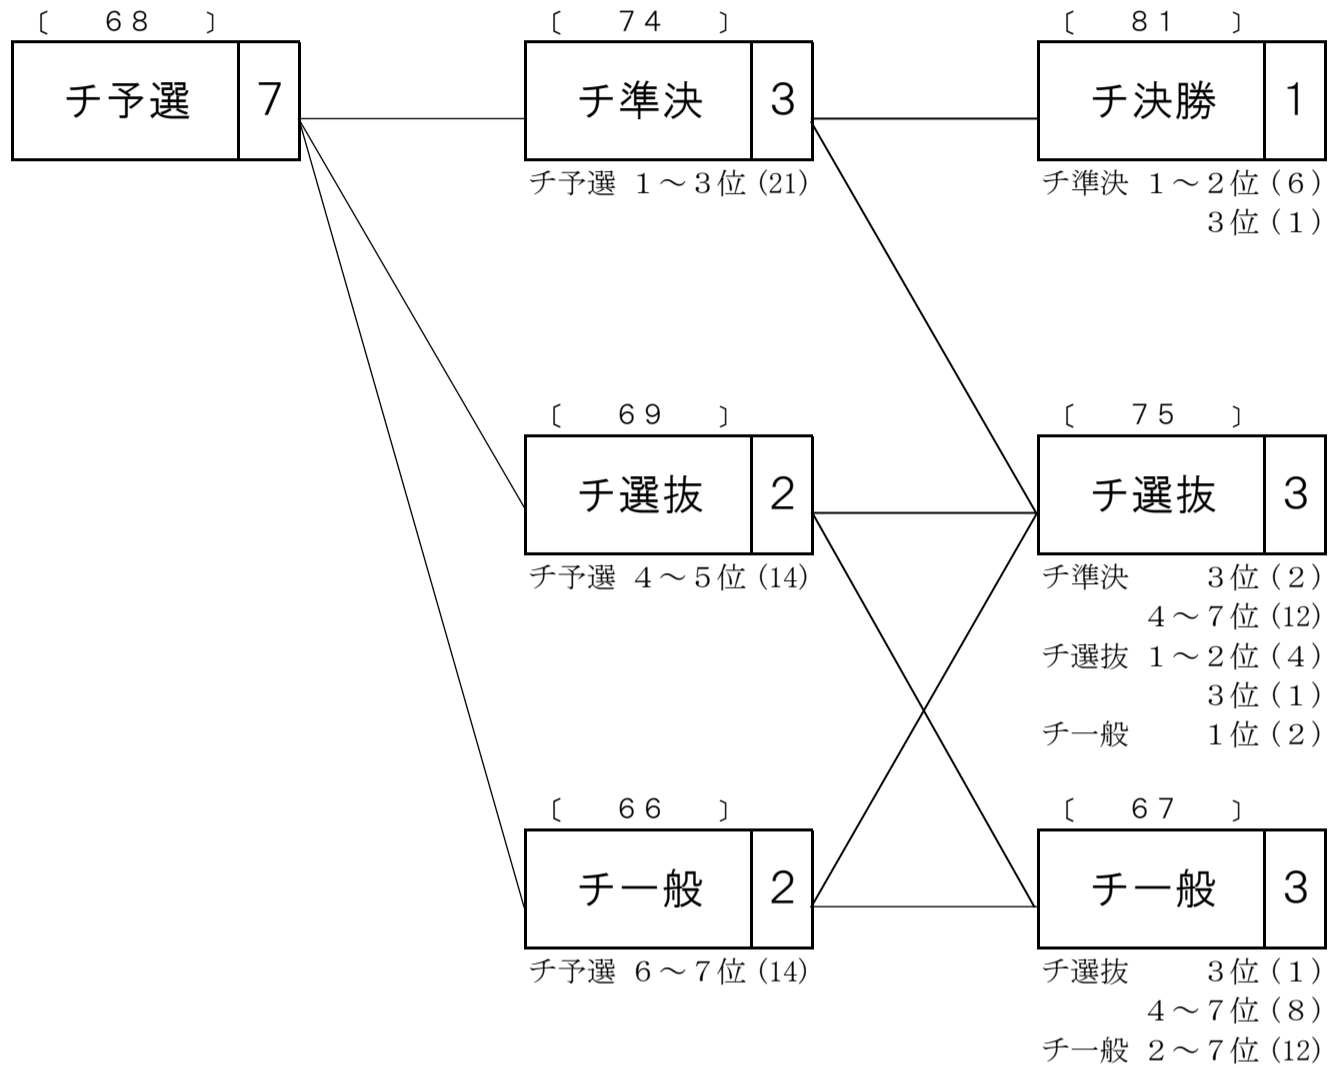 〔 68 〕
チ予選 7
〔 74 〕
チ準決 3
チ予選 1～3位 (21)
〔 81 〕
チ決勝 1
チ準決 1～2位 (6)
3位 (1)
〔 69 〕
チ選抜 2
チ予選 4～5位 (14)
〔 75 〕
チ選抜 3
チ準決 3位 (2)
4～7位 (12)
チ選抜 1～2位 (4)
3位 (1)
チ一般 1位 (2)
〔 66 〕
チ一般 2
チ予選 6～7位 (14)
〔 67 〕
チ一般 3
チ選抜 3位 (1)
4～7位 (8)
チ一般 2～7位 (12)